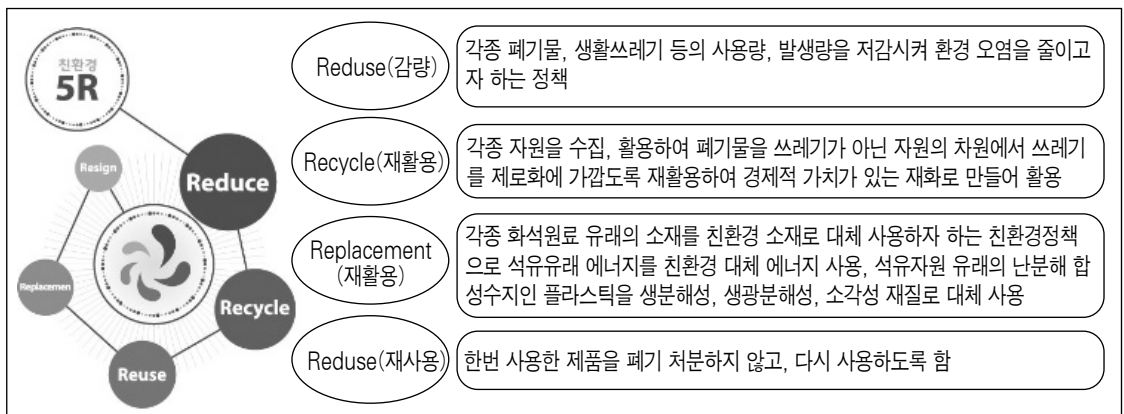 친환경
5R
Resign
Reduce
Replacemen
Recycle
Reuse
Reduse(감량)
각종 폐기물, 생활쓰레기 등의 사용량, 발생량을 저감시켜 환경 오염을 줄이고
자 하는 정책
Recycle(재활용)
각종 자원을 수집, 활용하여 폐기물을 쓰레기가 아닌 자원의 차원에서 쓰레기
를 제로화에 가깝도록 재활용하여 경제적 가치가 있는 재화로 만들어 활용
Replacement
(재활용)
각종 화석원료 유래의 소재를 친환경 소재로 대체 사용하자 하는 친환경정책
으로 석유유래 에너지를 친환경 대체 에너지 사용, 석유자원 유래의 난분해 합
성수지인 플라스틱을 생분해성, 생광분해성, 소각성 재질로 대체 사용
Reduse(재사용)
한번 사용한 제품을 폐기 처분하지 않고, 다시 사용하도록 함